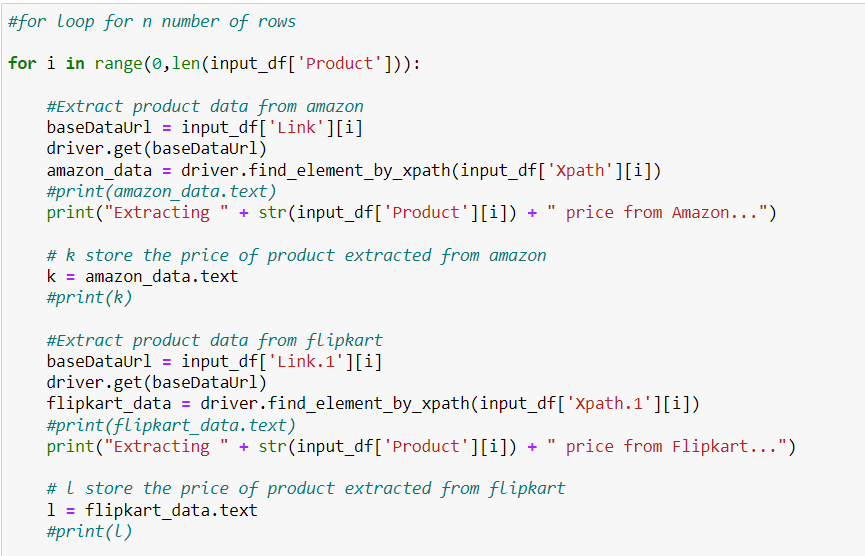 #for loop for n number of rows
for i in range(0,len(input_df['Product'])):
#Extract product data from amazon
baseDataUrl = input_df['Link'][i]
driver.get(baseDataUrl)
amazon_data = driver.find_element_by_xpath(input_df['Xpath'][i])
#print(amazon_data.text)
print("Extracting " + str(input_df['Product'][i]) + " price from Amazon...")
# k store the price of product extracted from amazon
k = amazon_data.text
#print(k)
#Extract product data from flipkart
baseDataUrl = input_df['Link.1'][i]
driver.get(baseDataUrl)
flipkart_data = driver.find_element_by_xpath(input_df['Xpath.1'][i])
#print(flipkart_data.text)
print("Extracting " + str(input_df['Product'][i]) + " price from Flipkart...")
# l store the price of product extracted from flipkart
l = flipkart_data.text
#print(l)